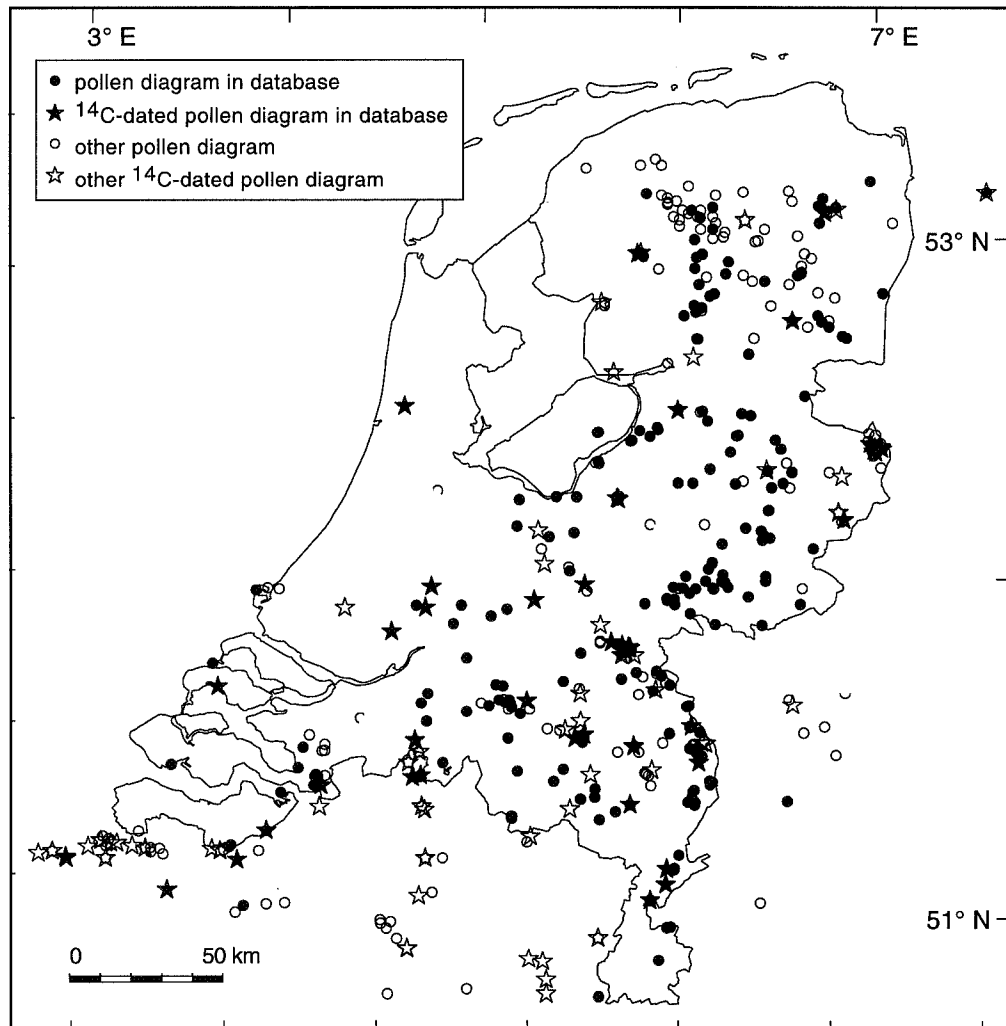 3° E
7° E
pollen diagram in database
14C-dated pollen diagram in database
other pollen diagram
other 14C-dated pollen diagram
53° N
51° N
0 50 km